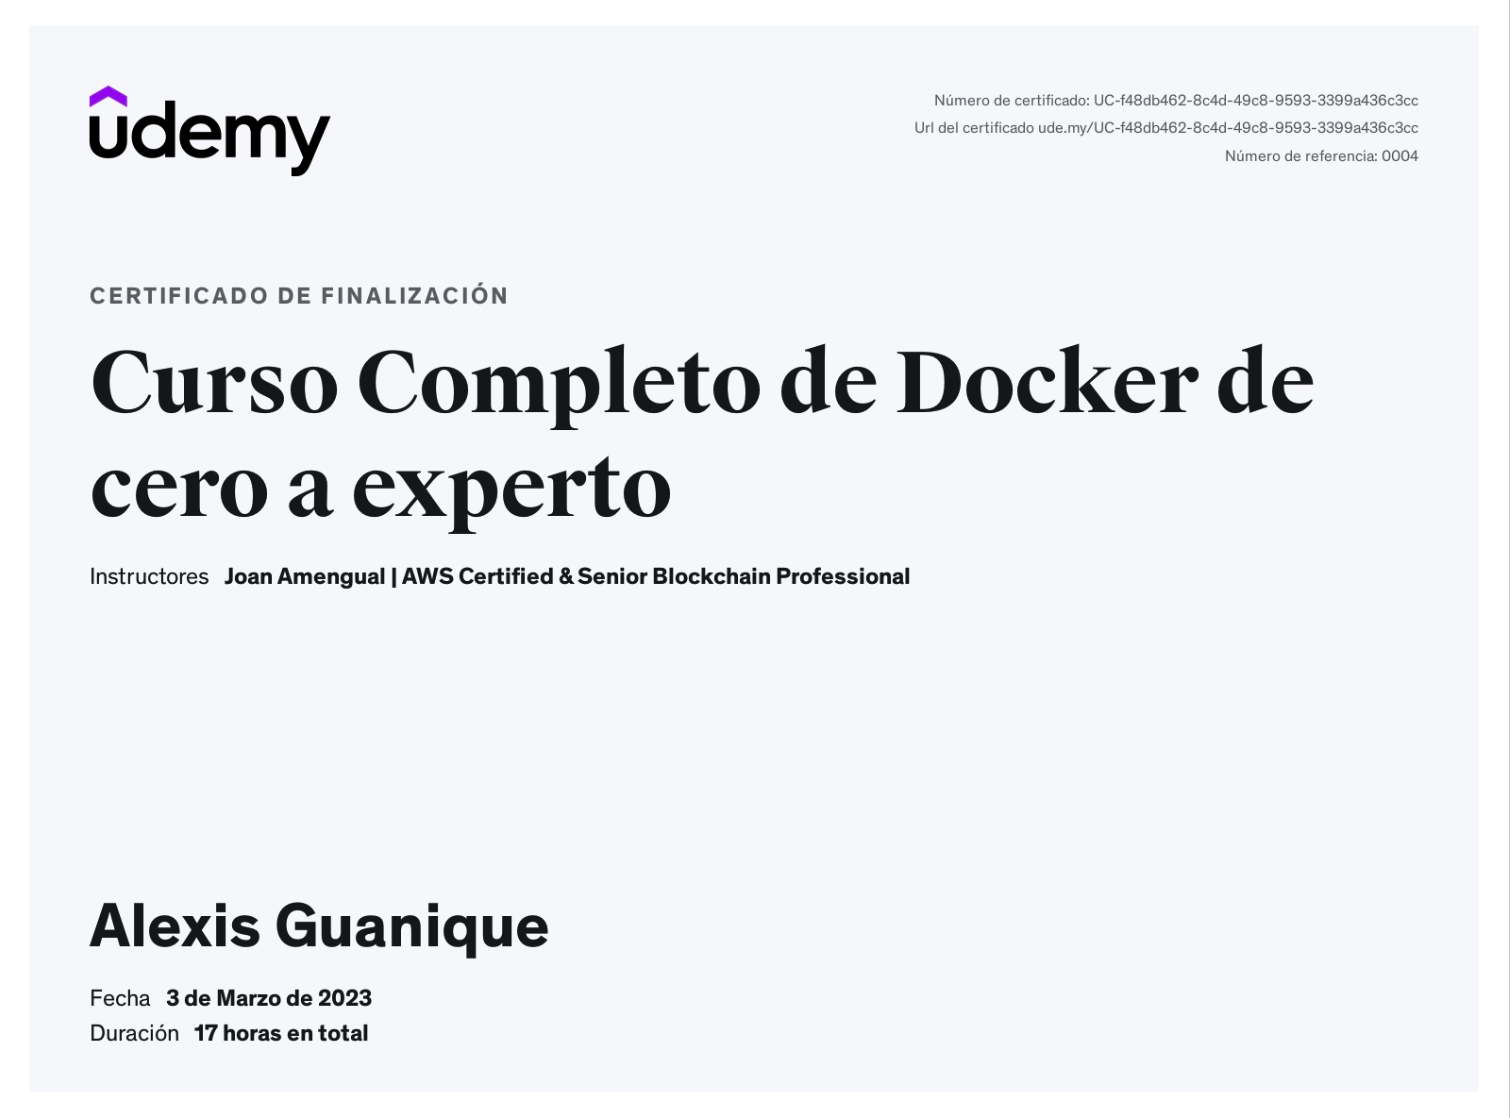 udemy
Número de certificado: UC-f48db462-8c4d-49c8-9593-3399a436c3cc
Url del certificado ude.my/UC-f48db462-8c4d-49c8-9593-3399a436c3cc
Número de referencia: 0004
CERTIFICADO DE FINALIZACIÓN
Curso Completo de Docker de
cero a experto
Instructores Joan Amengual | AWS Certified & Senior Blockchain Professional
Alexis Guanique
Fecha 3 de Marzo de 2023
Duración 17 horas en total